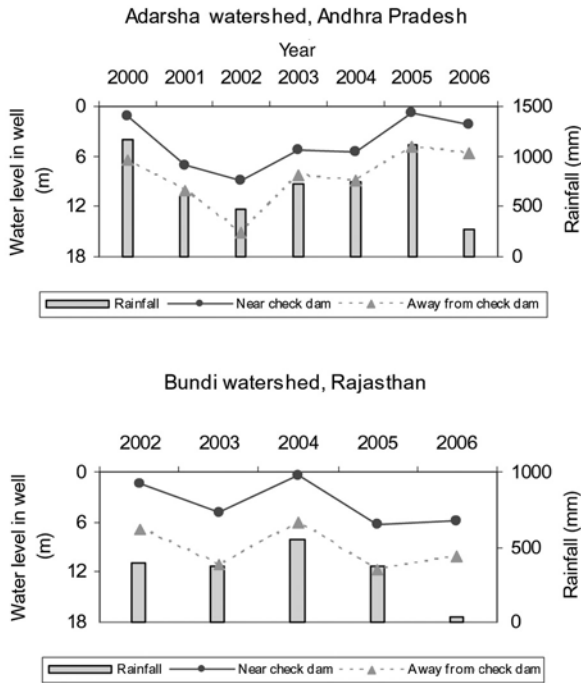 Adarsha watershed, Andhra Pradesh
Year
2000 2001 2002 2003 2004 2005 2006
Water level in well
(m)
0
6
12
18
1500
1000
500
0
Rainfall (mm)
Rainfall Near check dam Away from check dam
Bundi watershed, Rajasthan
2002 2003 2004 2005 2006
Water level in well
(m)
0
6
12
18
1000
500
0
Rainfall (mm)
Rainfall Near check dam Away from check dam